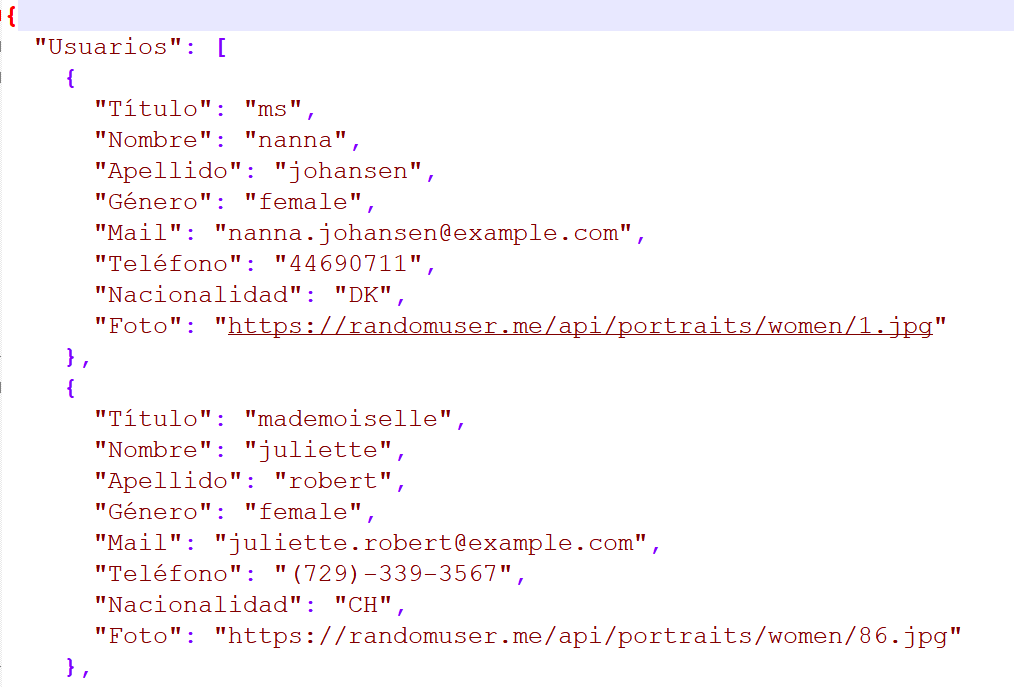 {
"Usuarios": [
{
"Título": "ms",
"Nombre": "nanna",
"Apellido": "johansen",
"Género": "female",
"Mail": "nanna.johansen@example.com",
"Teléfono": "44690711",
"Nacionalidad": "DK",
"Foto": "https://randomuser.me/api/portraits/women/1.jpg"
},
{
"Título": "mademoiselle",
"Nombre": "juliette",
"Apellido": "robert",
"Género": "female",
"Mail": "juliette.robert@example.com",
"Teléfono": "(729)-339-3567",
"Nacionalidad": "CH",
"Foto": "https://randomuser.me/api/portraits/women/86.jpg"
},